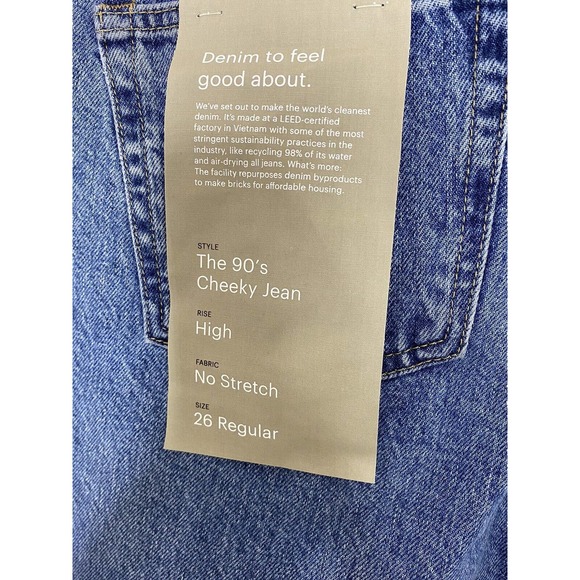 Denim to feel
good about.
We've set out to make the world's cleanest
denim. It's made at a LEED-certified
factory in Vietnam with some of the most
stringent sustainability practices in the
industry, like recycling 98% of its water
and air-drying all jeans. What's more:
The facility repurposes denim byproducts
to make bricks for affordable housing.
STYLE
The 90's
Cheeky Jean
RISE
High
FABRIC
No Stretch
SIZE
26 Regular